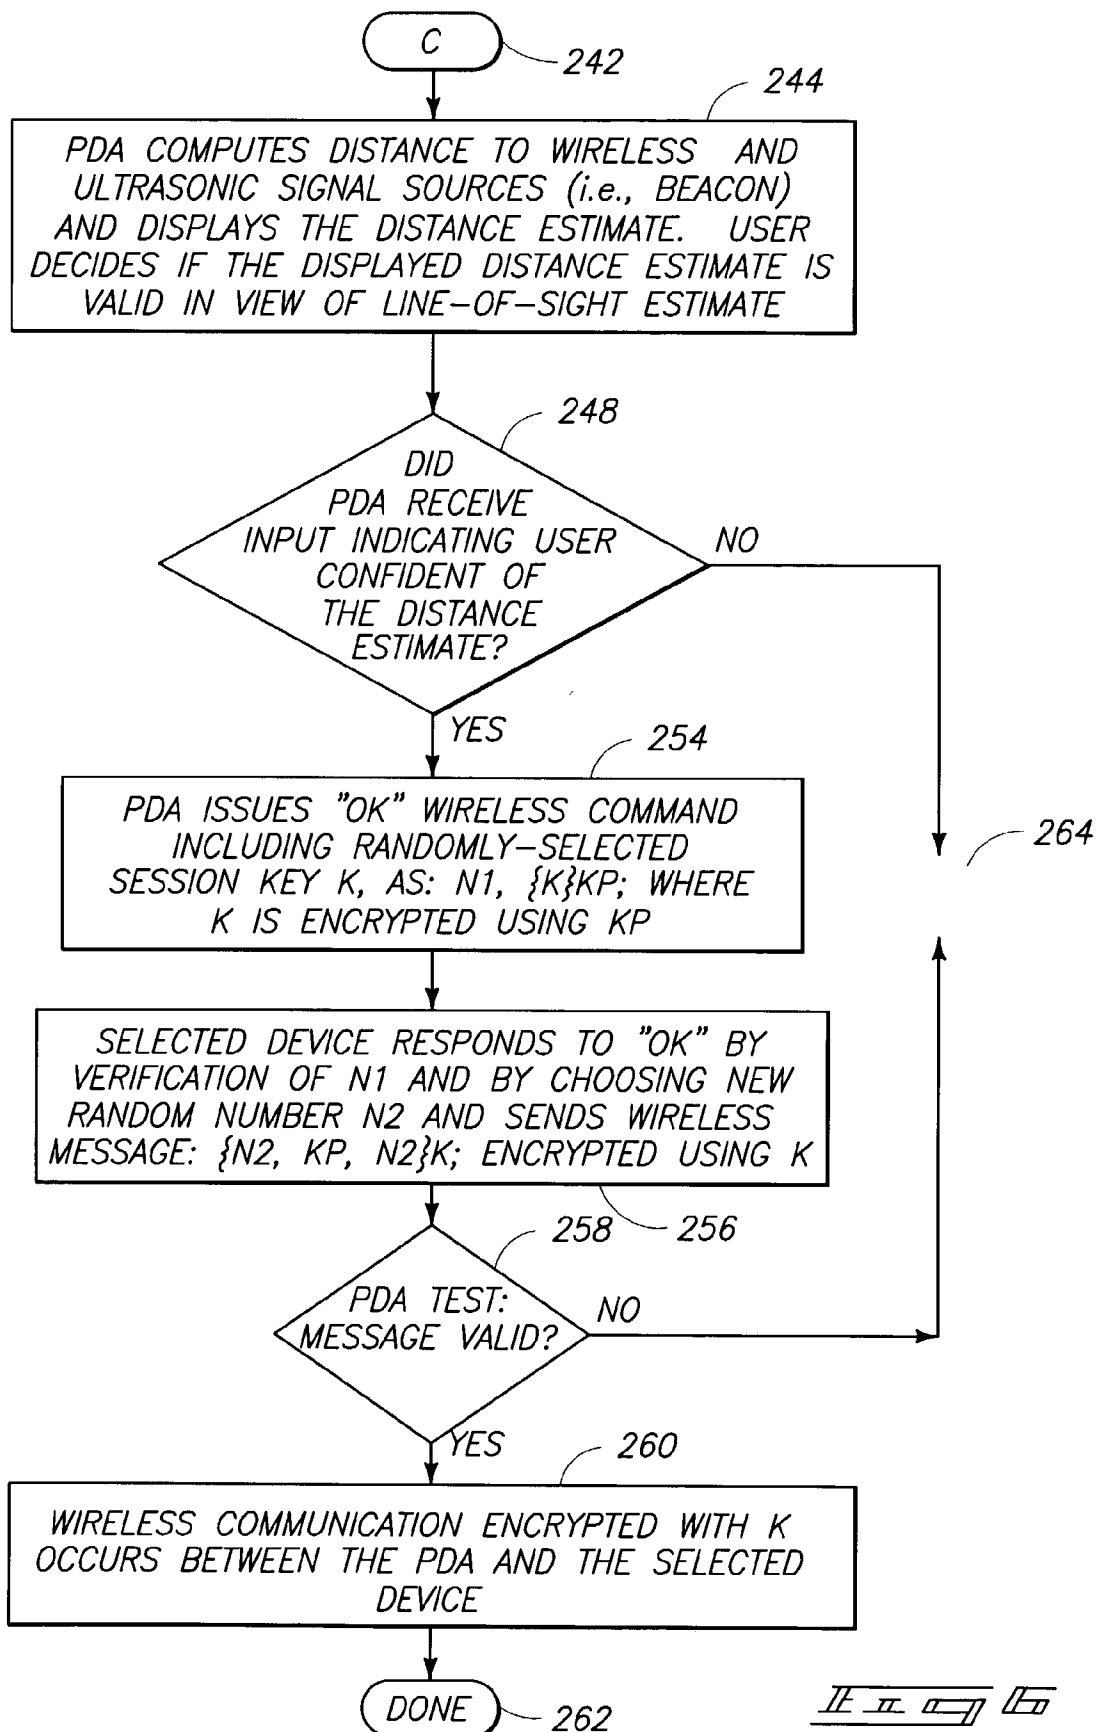 C
242
244
PDA COMPUTES DISTANCE TO WIRELESS AND
ULTRASONIC SIGNAL SOURCES (i.e., BEACON)
AND DISPLAYS THE DISTANCE ESTIMATE. USER
DECIDES IF THE DISPLAYED DISTANCE ESTIMATE IS
VALID IN VIEW OF LINE-OF-SIGHT ESTIMATE
248
DID
PDA RECEIVE
INPUT INDICATING USER
CONFIDENT OF
THE DISTANCE
ESTIMATE?
NO
YES
254
PDA ISSUES "OK" WIRELESS COMMAND
INCLUDING RANDOMLY-SELECTED
SESSION KEY K, AS: N1, {K}KP; WHERE
K IS ENCRYPTED USING KP
264
SELECTED DEVICE RESPONDS TO "OK" BY
VERIFICATION OF N1 AND BY CHOOSING NEW
RANDOM NUMBER N2 AND SENDS WIRELESS
MESSAGE: {N2, KP, N2}K; ENCRYPTED USING K
256
258
PDA TEST:
MESSAGE VALID?
NO
YES
260
WIRELESS COMMUNICATION ENCRYPTED WITH K
OCCURS BETWEEN THE PDA AND THE SELECTED
DEVICE
DONE
262
Fig 6